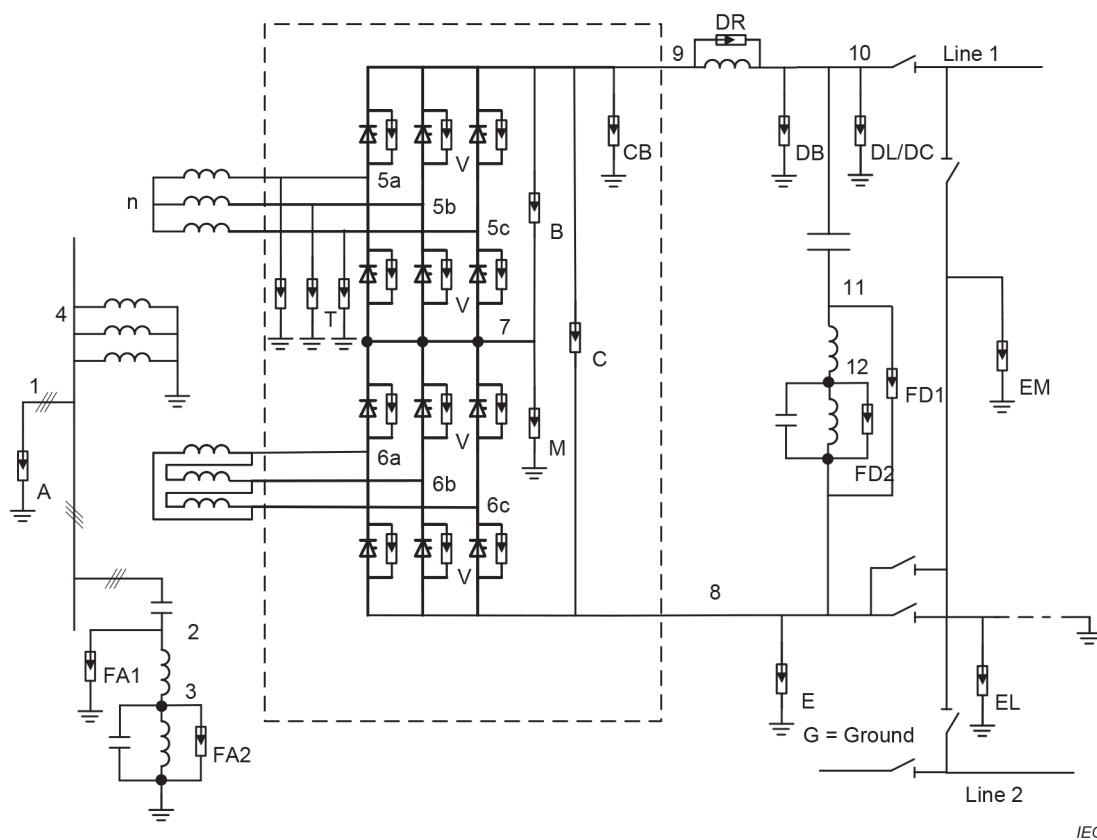 DR
9
10
Line 1
CB
DB
DL/DC
V
5a
n
5b
5c
B
V
T
7
C
4
11
12
FD1
EM
1
A
V
M
6a
6b
FD2
6c
V
8
2
FA1
3
FA2
E
EL
G = Ground
Line 2
IEC